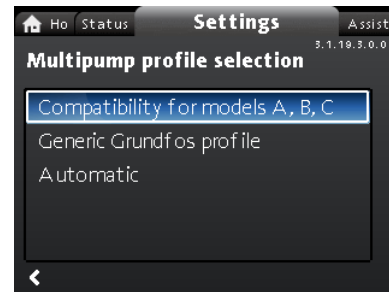 Ho Status Settings Assist
3.1.19.3.0.0
Multipump profile selection
Compatibility for models A, B, C
Generic Grundfos profile
Automatic